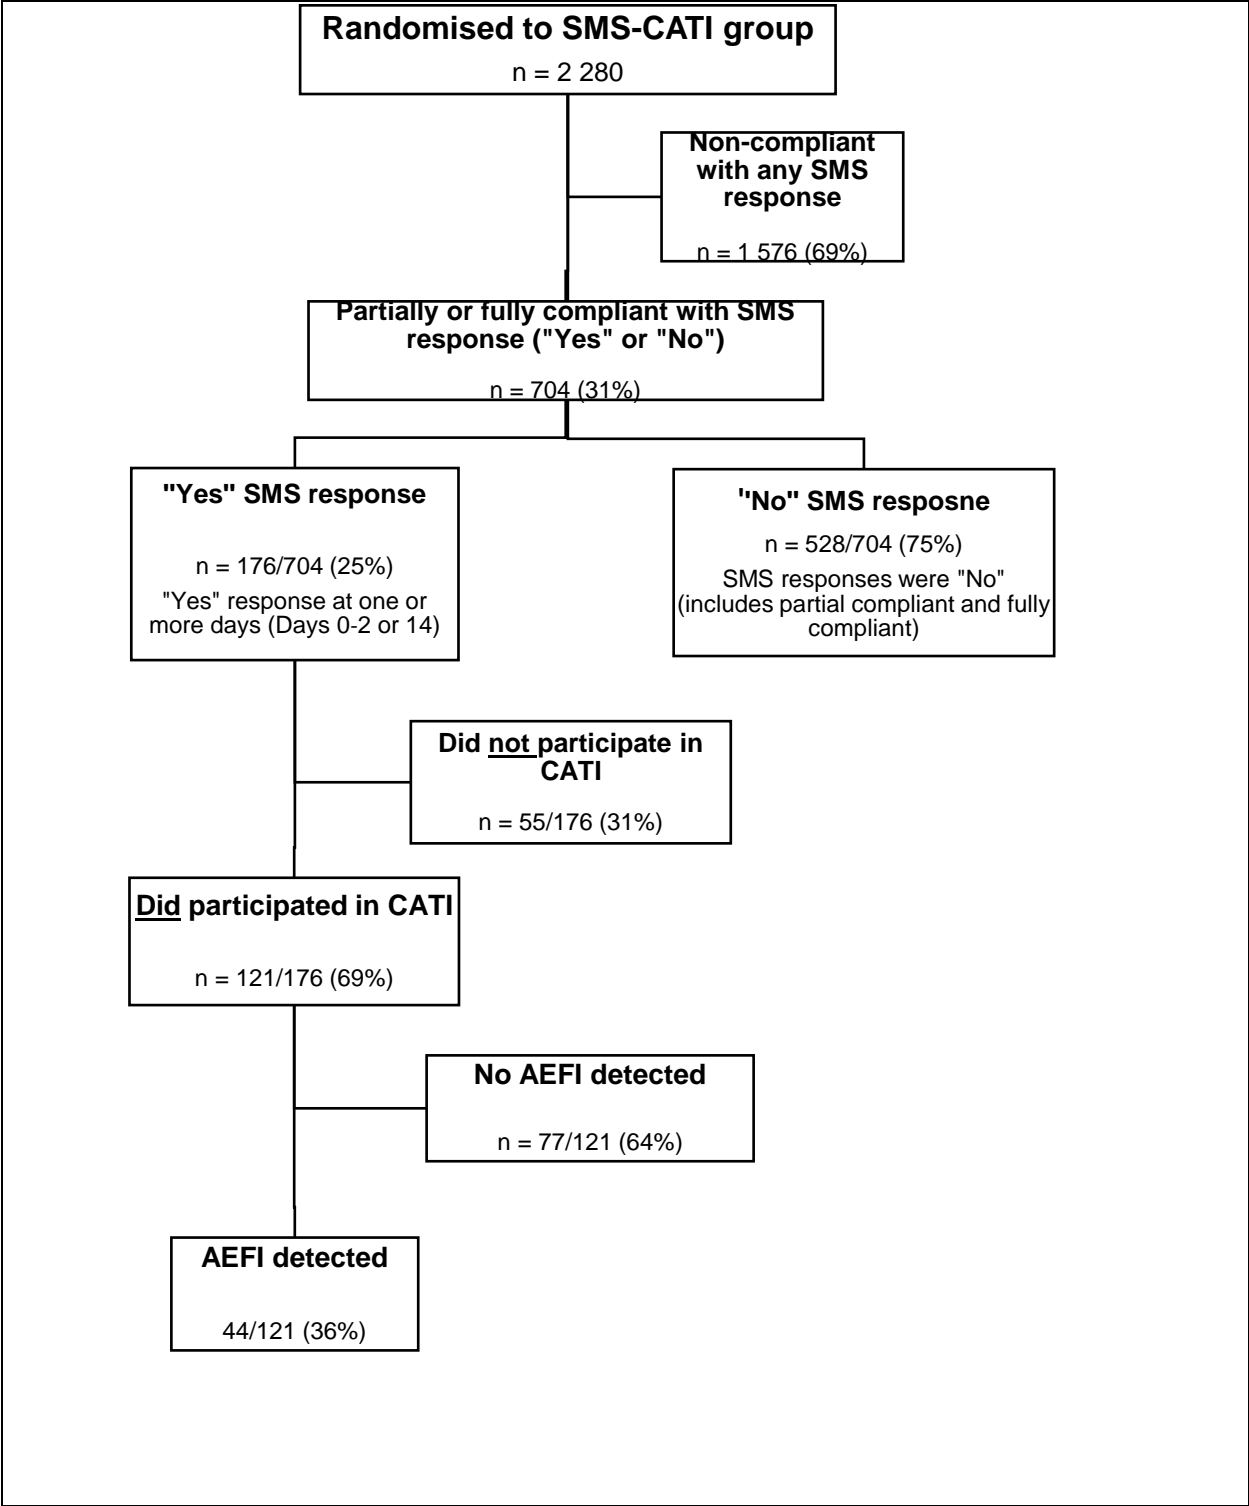 Randomised to SMS-CATI group
n = 2 280
Non-compliant
with any SMS
response
n = 1 576 (69%)
Partially or fully compliant with SMS
response ("Yes" or "No")
n = 704 (31%)
"Yes" SMS response
n = 176/704 (25%)
"Yes" response at one or
more days (Days 0-2 or 14)
"No" SMS resposne
n = 528/704 (75%)
SMS responses were "No"
(includes partial compliant and fully
compliant)
Did not participate in
CATI
n = 55/176 (31%)
Did participated in CATI
n = 121/176 (69%)
No AEFI detected
n = 77/121 (64%)
AEFI detected
44/121 (36%)